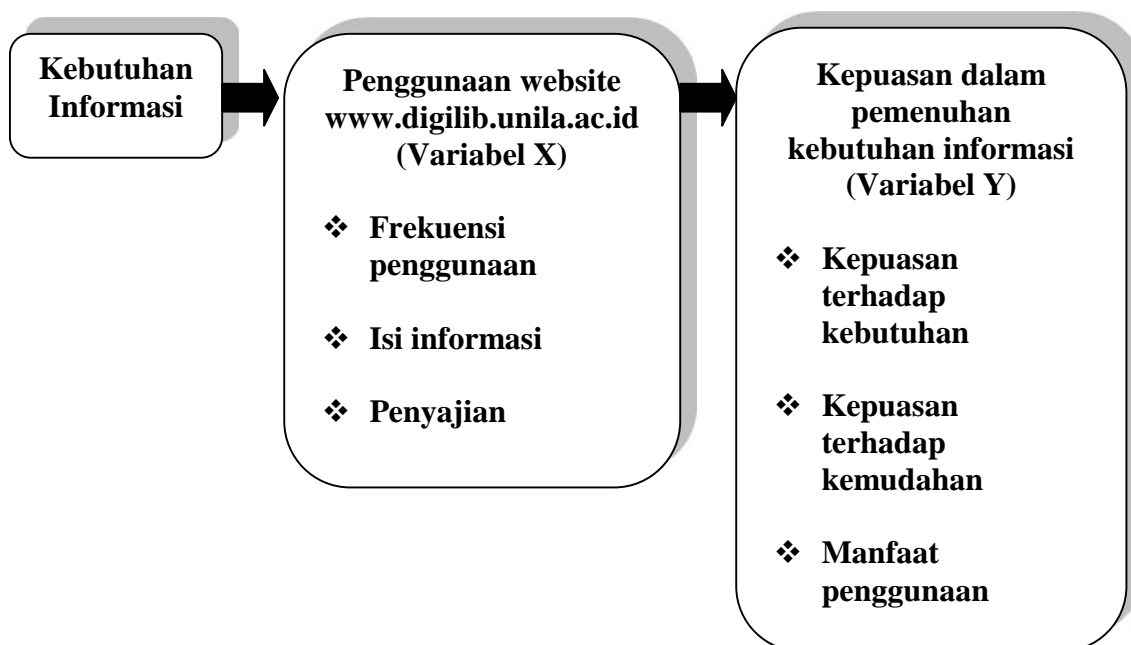 Kebutuhan
Informasi
Penggunaan website
www.digilib.unila.ac.id
(Variabel X)
❖ Frekuensi
penggunaan
❖ Isi informasi
❖ Penyajian
Kepuasan dalam
pemenuhan
kebutuhan informasi
(Variabel Y)
❖ Kepuasan
terhadap
kebutuhan
❖ Kepuasan
terhadap
kemudahan
❖ Manfaat
penggunaan